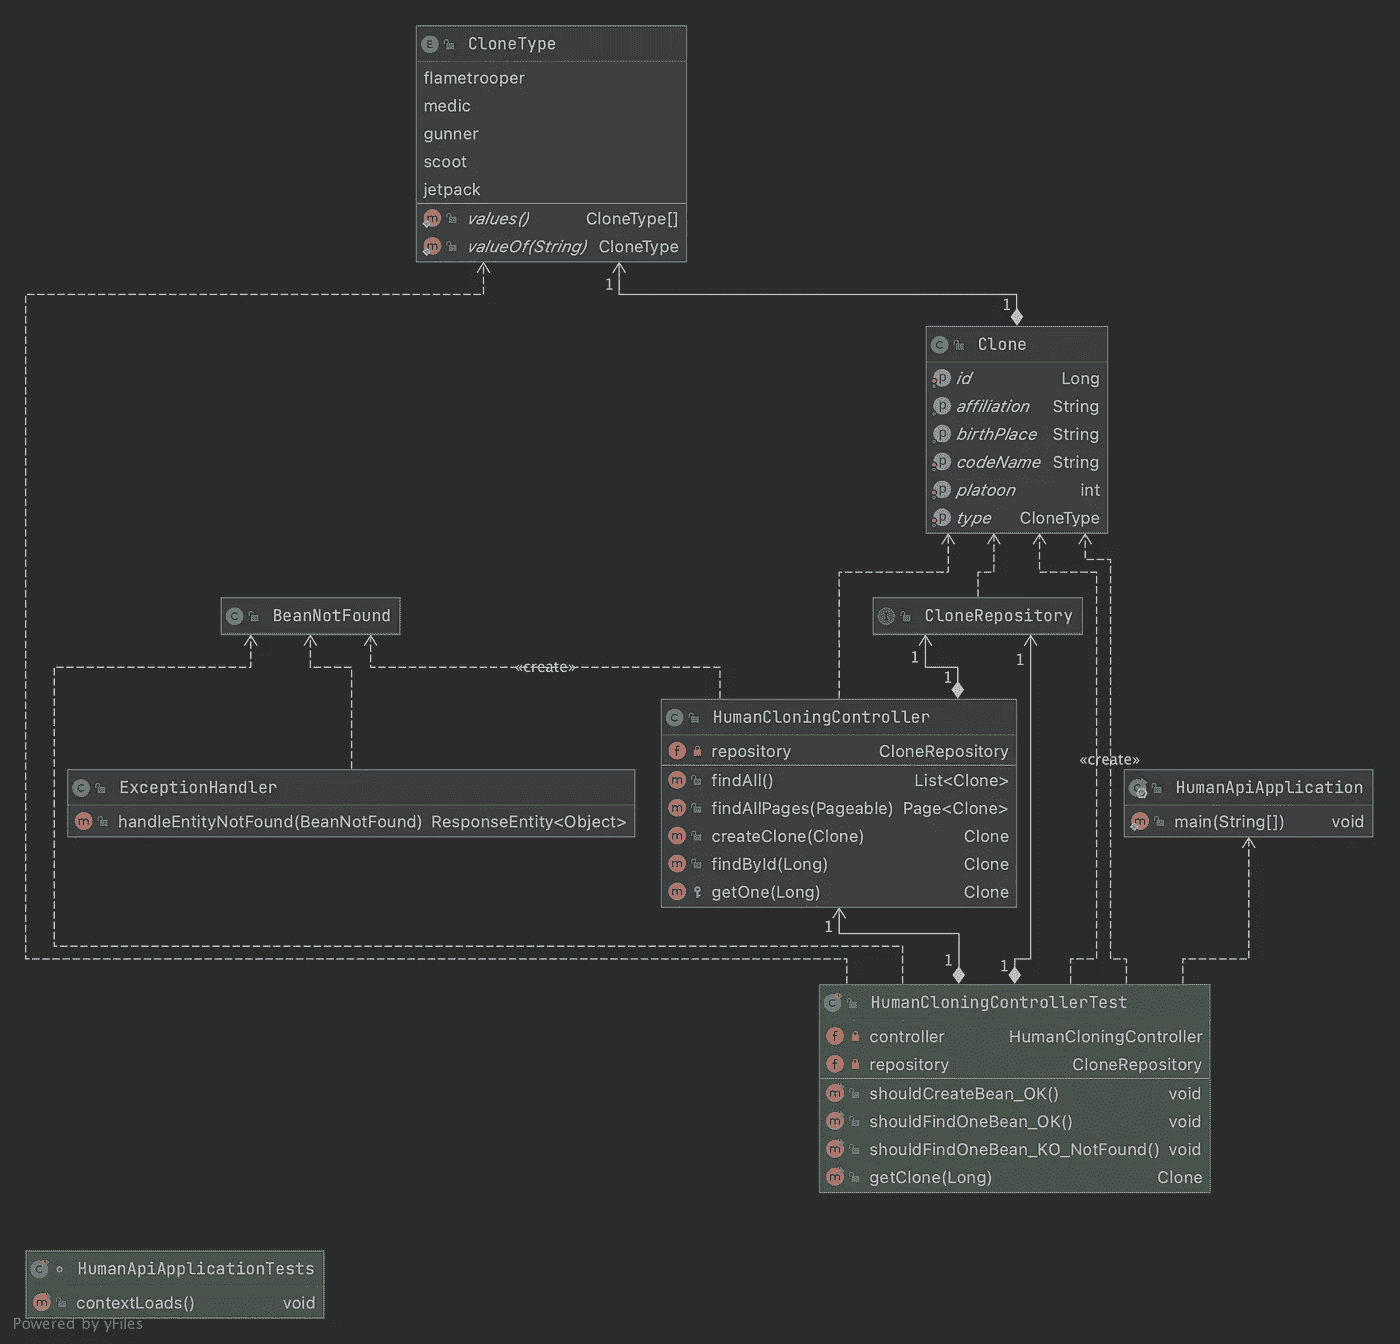 CloneType
flametrooper
medic
gunner
scoot
jetpack
values() CloneType[]
valueOf(String) CloneType
1
1
Clone
id Long
affiliation String
birthPlace String
codeName String
platoon int
type CloneType
BeanNotFound
CloneRepository
«create»
1
1
1
HumanCloningController
repository CloneRepository
findAll() List<Clone>
findAllPages(Pageable) Page<Clone>
createClone(Clone) Clone
findById(Long) Clone
getOne(Long) Clone
ExceptionHandler
handleEntityNotFound(BeanNotFound) ResponseEntity<Object>
«create»
HumanApiApplication
main(String[]) void
1
1
1
HumanCloningControllerTest
controller HumanCloningController
repository CloneRepository
shouldCreateBean_OK() void
shouldFindOneBean_OK() void
shouldFindOneBean_KO_NotFound() void
getClone(Long) Clone
HumanApiApplicationTests
contextLoads() void
Powered by yFiles